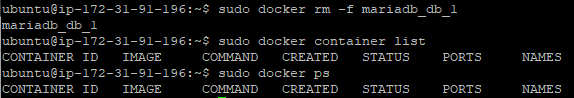 ubuntu@ip-172-31-91-196:~$ sudo docker rm -f mariadb_db_1
mariadb_db_1
ubuntu@ip-172-31-91-196:~$ sudo docker container list
CONTAINER ID   IMAGE     COMMAND   CREATED   STATUS    PORTS     NAMES
ubuntu@ip-172-31-91-196:~$ sudo docker ps
CONTAINER ID   IMAGE     COMMAND   CREATED   STATUS    PORTS     NAMES